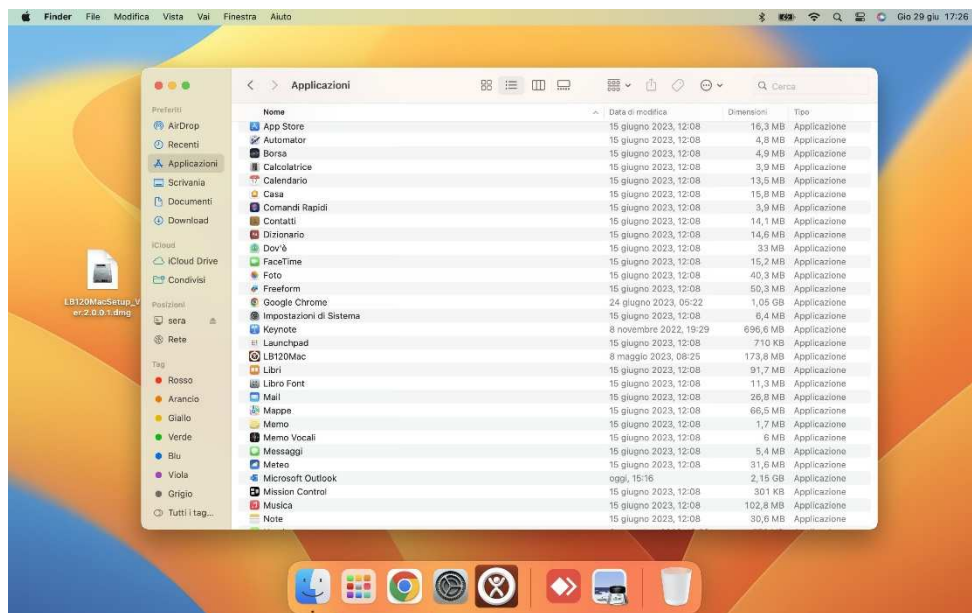 Finder File Modifica Vista Vai Finestra Aiuto Gio 29 giu 17:26
Applicazioni Cerca
Preferiti
AirDrop
Recenti
Applicazioni
Scrivania
Documenti
Download
iCloud
iCloud Drive
Condivisi
Posizioni
sera
Rete
Tag
Rosso
Arancio
Giallo
Verde
Blu
Viola
Grigio
Tutti i tag...
LB120MacSetup_V
er.2.0.0.1.dmg
Nome Data di modifica Dimensioni Tipo
App Store 15 giugno 2023, 12:08 16,3 MB Applicazione
Automator 15 giugno 2023, 12:08 4,8 MB Applicazione
Borsa 15 giugno 2023, 12:08 4,9 MB Applicazione
Calcolatrice 15 giugno 2023, 12:08 3,9 MB Applicazione
Calendario 15 giugno 2023, 12:08 13,5 MB Applicazione
Casa 15 giugno 2023, 12:08 15,8 MB Applicazione
Comandi Rapidi 15 giugno 2023, 12:08 3,9 MB Applicazione
Contatti 15 giugno 2023, 12:08 14,1 MB Applicazione
Dizionario 15 giugno 2023, 12:08 14,6 MB Applicazione
Dov'è 15 giugno 2023, 12:08 33 MB Applicazione
FaceTime 15 giugno 2023, 12:08 15,2 MB Applicazione
Foto 15 giugno 2023, 12:08 40,3 MB Applicazione
Freeform 15 giugno 2023, 12:08 50,3 MB Applicazione
Google Chrome 24 giugno 2023, 05:22 1,05 GB Applicazione
Impostazioni di Sistema 15 giugno 2023, 12:08 6,4 MB Applicazione
Keynote 8 novembre 2022, 19:29 696,6 MB Applicazione
Launchpad 15 giugno 2023, 12:08 710 KB Applicazione
LB120Mac 8 maggio 2023, 08:25 173,8 MB Applicazione
Libri 15 giugno 2023, 12:08 91,7 MB Applicazione
Libro Font 15 giugno 2023, 12:08 11,3 MB Applicazione
Mail 15 giugno 2023, 12:08 26,8 MB Applicazione
Mappe 15 giugno 2023, 12:08 66,5 MB Applicazione
Memo 15 giugno 2023, 12:08 1,7 MB Applicazione
Memo Vocali 15 giugno 2023, 12:08 6 MB Applicazione
Messaggi 15 giugno 2023, 12:08 5,4 MB Applicazione
Meteo 15 giugno 2023, 12:08 31,6 MB Applicazione
Microsoft Outlook oggi, 15:16 2,15 GB Applicazione
Mission Control 15 giugno 2023, 12:08 301 KB Applicazione
Musica 15 giugno 2023, 12:08 102,8 MB Applicazione
Note 15 giugno 2023, 12:08 30,6 MB Applicazione